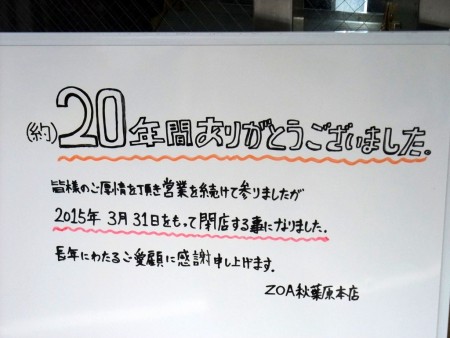 (約)20年間ありがとうございました。
皆様のご厚情を頂き営業を続けて参りましたが
2015年 3月31日をもって閉店する事になりました。
長年にわたるご愛顧に感謝申し上げます。
ZOA秋葉原本店